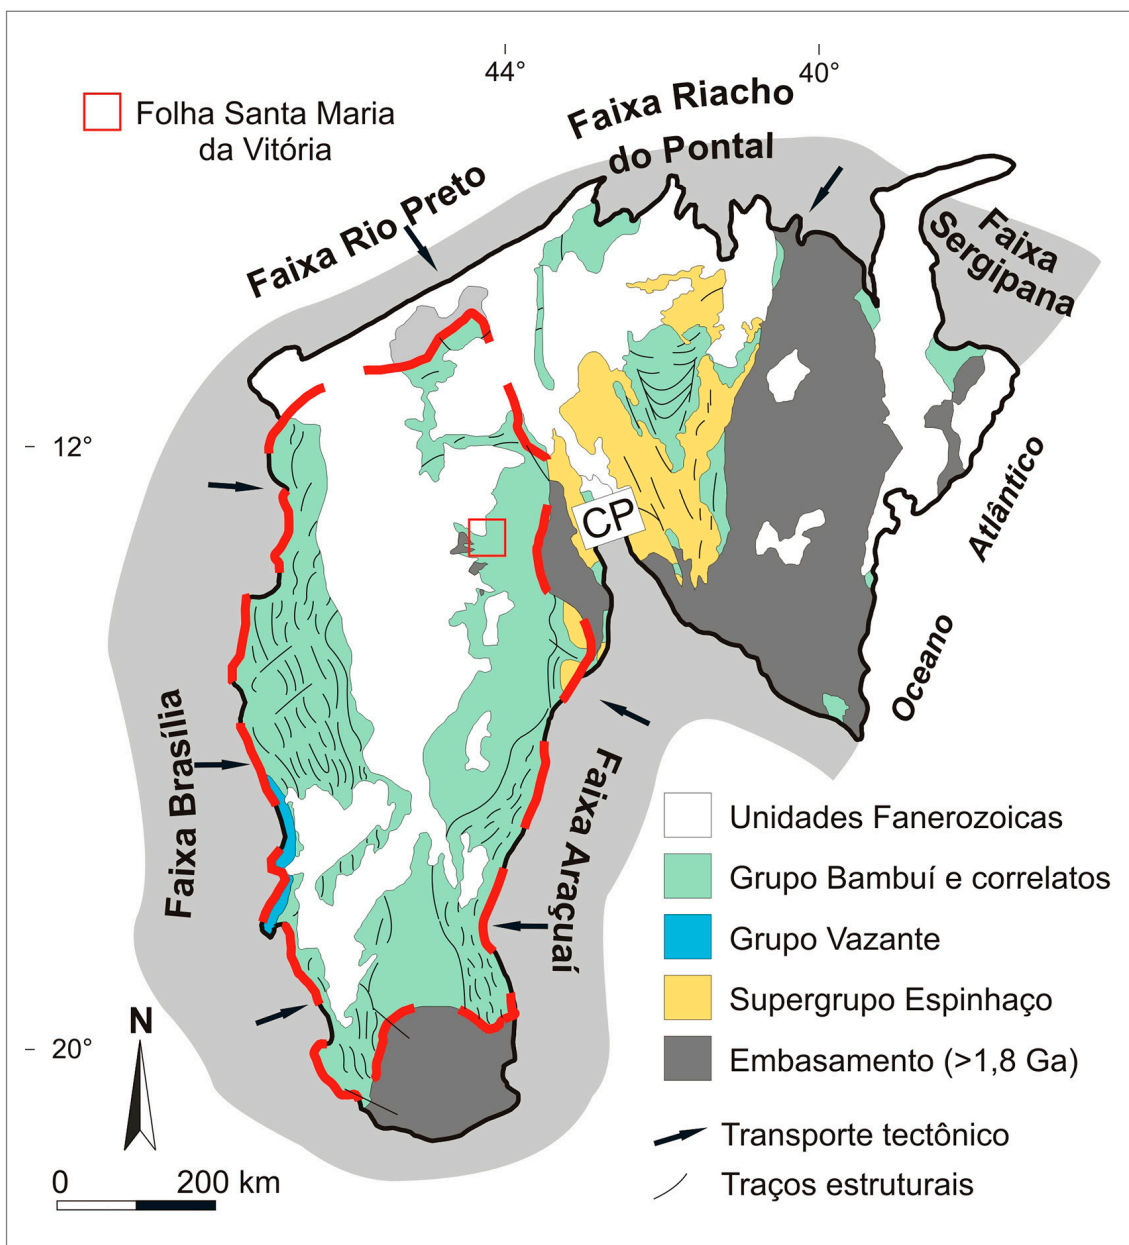 44°
40°
Folha Santa Maria
da Vitória
Faixa Riacho
do Pontal
Faixa Rio Preto
Faixa
Sergipana
12°
CP
Oceano Atlântico
Faixa Brasília
Faixa Araçuaí
Unidades Fanerozoicas
Grupo Bambuí e correlatos
Grupo Vazante
Supergrupo Espinhaço
Embasamento (>1,8 Ga)
N
20°
Transporte tectônico
0 200 km
Traços estruturais